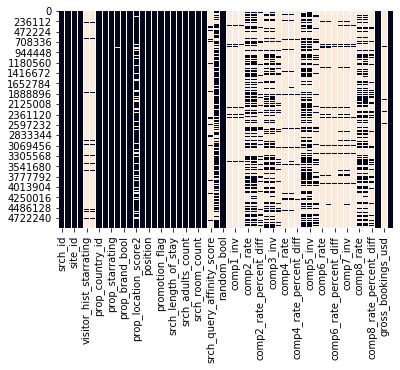 0
236112
472224
708336
944448
1180560
1416672
1652784
1888896
2125008
2361120
2597232
2833344
3069456
3305568
3541680
3777792
4013904
4250016
4486128
4722240
srch_id
site_id
visitor_hist_starrating
prop_country_id
prop_starrating
prop_brand_bool
prop_location_score2
position
promotion_flag
srch_length_of_stay
srch_adults_count
srch_room_count
srch_query_affinity_score
random_bool
comp1_inv
comp2_rate
comp2_rate_percent_diff
comp3_inv
comp4_rate
comp4_rate_percent_diff
comp5_inv
comp6_rate
comp6_rate_percent_diff
comp7_inv
comp8_rate
comp8_rate_percent_diff
gross_bookings_usd